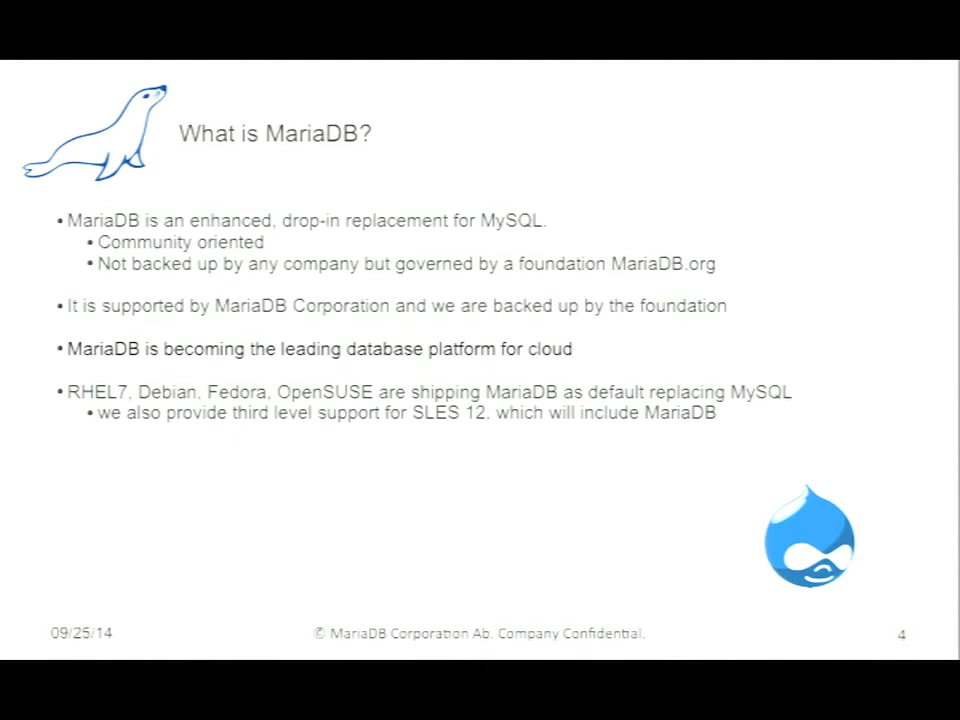 What is MariaDB?
• MariaDB is an enhanced, drop-in replacement for MySQL.
• Community oriented
• Not backed up by any company but governed by a foundation MariaDB.org
• It is supported by MariaDB Corporation and we are backed up by the foundation
• MariaDB is becoming the leading database platform for cloud
• RHEL7, Debian, Fedora, OpenSUSE are shipping MariaDB as default replacing MySQL
• we also provide third level support for SLES 12, which will include MariaDB
09/25/14
© MariaDB Corporation Ab. Company Confidential.
4